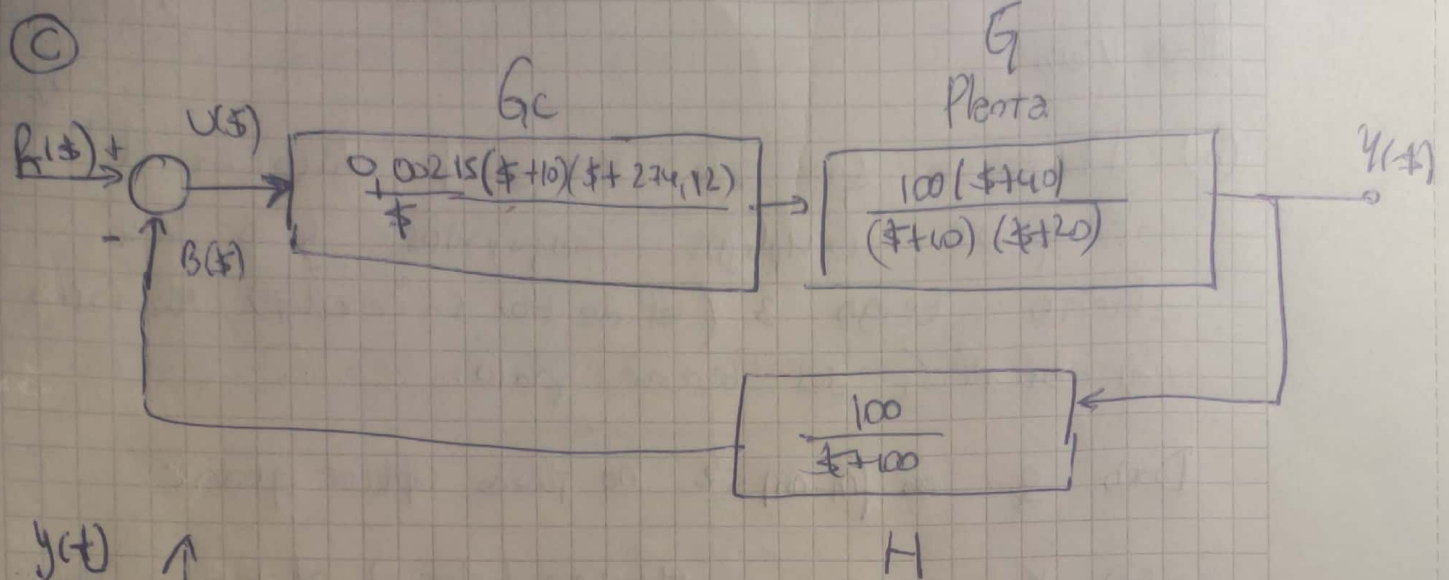 C
G
Gc
Planta
R($) +
U($)
0,00215($+10)($+274,12)
$
100($+40)
($+10)($+20)
Y($)
-
B($)
100
$+100
H
y(t)